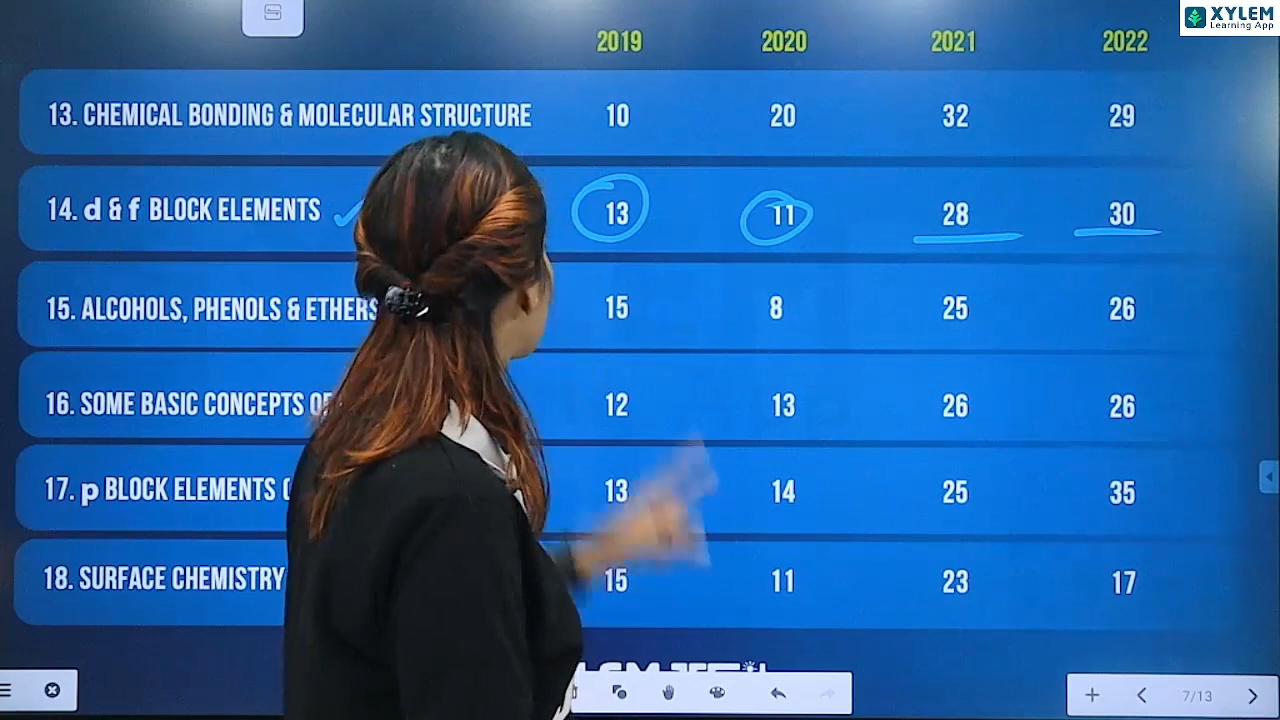 XYLEM
Learning App
2019 2020 2021 2022
13. CHEMICAL BONDING & MOLECULAR STRUCTURE 10 20 32 29
14. d & f BLOCK ELEMENTS 13 11 28 30
15. ALCOHOLS, PHENOLS & ETHERS 15 8 25 26
16. SOME BASIC CONCEPTS 12 13 26 26
17. p BLOCK ELEMENTS 13 14 25 35
18. SURFACE CHEMISTRY 15 11 23 17
7/13